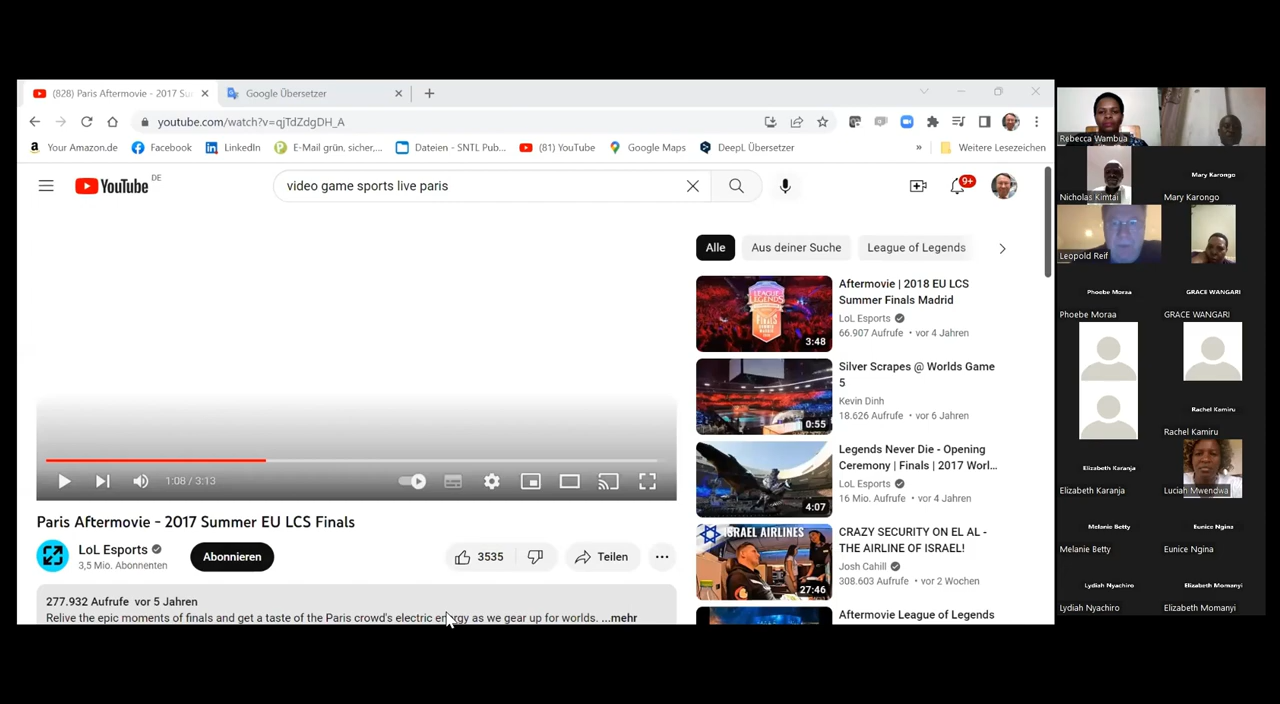 (828) Paris Aftermovie - 2017 Su
Google Übersetzer
youtube.com/watch?v=qjTdZdgDH_A
Your Amazon.de
Facebook
LinkedIn
E-Mail grün, s
Dateien - SNTL Pub...
(81) YouTube
Google Maps
DeepL Übersetzer
»
Weitere Lesezeichen
YouTube DE
video game sports live paris
9+
Alle
Aus deiner Suche
League of Legends
Aftermovie | 2018 EU LCS
Summer Finals Madrid
LoL Esports
66.907 Aufrufe • vor 4 Jahren
3:48
Silver Scrapes @ Worlds Game
5
Kevin Dinh
18.626 Aufrufe • vor 6 Jahren
0:55
Legends Never Die - Opening
Ceremony | Finals | 2017 Worl...
LoL Esports
16 Mio. Aufrufe • vor 4 Jahren
4:07
CRAZY SECURITY ON EL AL -
THE AIRLINE OF ISRAEL!
Josh Cahill
308.603 Aufrufe • vor 2 Wochen
ISRAEL AIRLINES
27:46
Aftermovie League of Legends
1:08 / 3:13
Paris Aftermovie - 2017 Summer EU LCS Finals
LoL Esports
3,5 Mio. Abonnenten
Abonnieren
3535
Teilen
277.932 Aufrufe vor 5 Jahren
Relive the epic moments of finals and get a taste of the Paris crowd's electric energy as we gear up for worlds. ...mehr
Rebecca Wambua
Nicholas Kimtai
Mary Karongo
Mary Karongo
Leopold Reif
Phoebe Moraa
Phoebe Moraa
GRACE WANGARI
GRACE WANGARI
Rachel Kamiru
Rachel Kamiru
Elizabeth Karanja
Elizabeth Karanja
Luciah Mwendwa
Melanie Betty
Melanie Betty
Eunice Ngina
Eunice Ngina
Lydiah Nyachiro
Lydiah Nyachiro
Elizabeth Momanyi
Elizabeth Momanyi